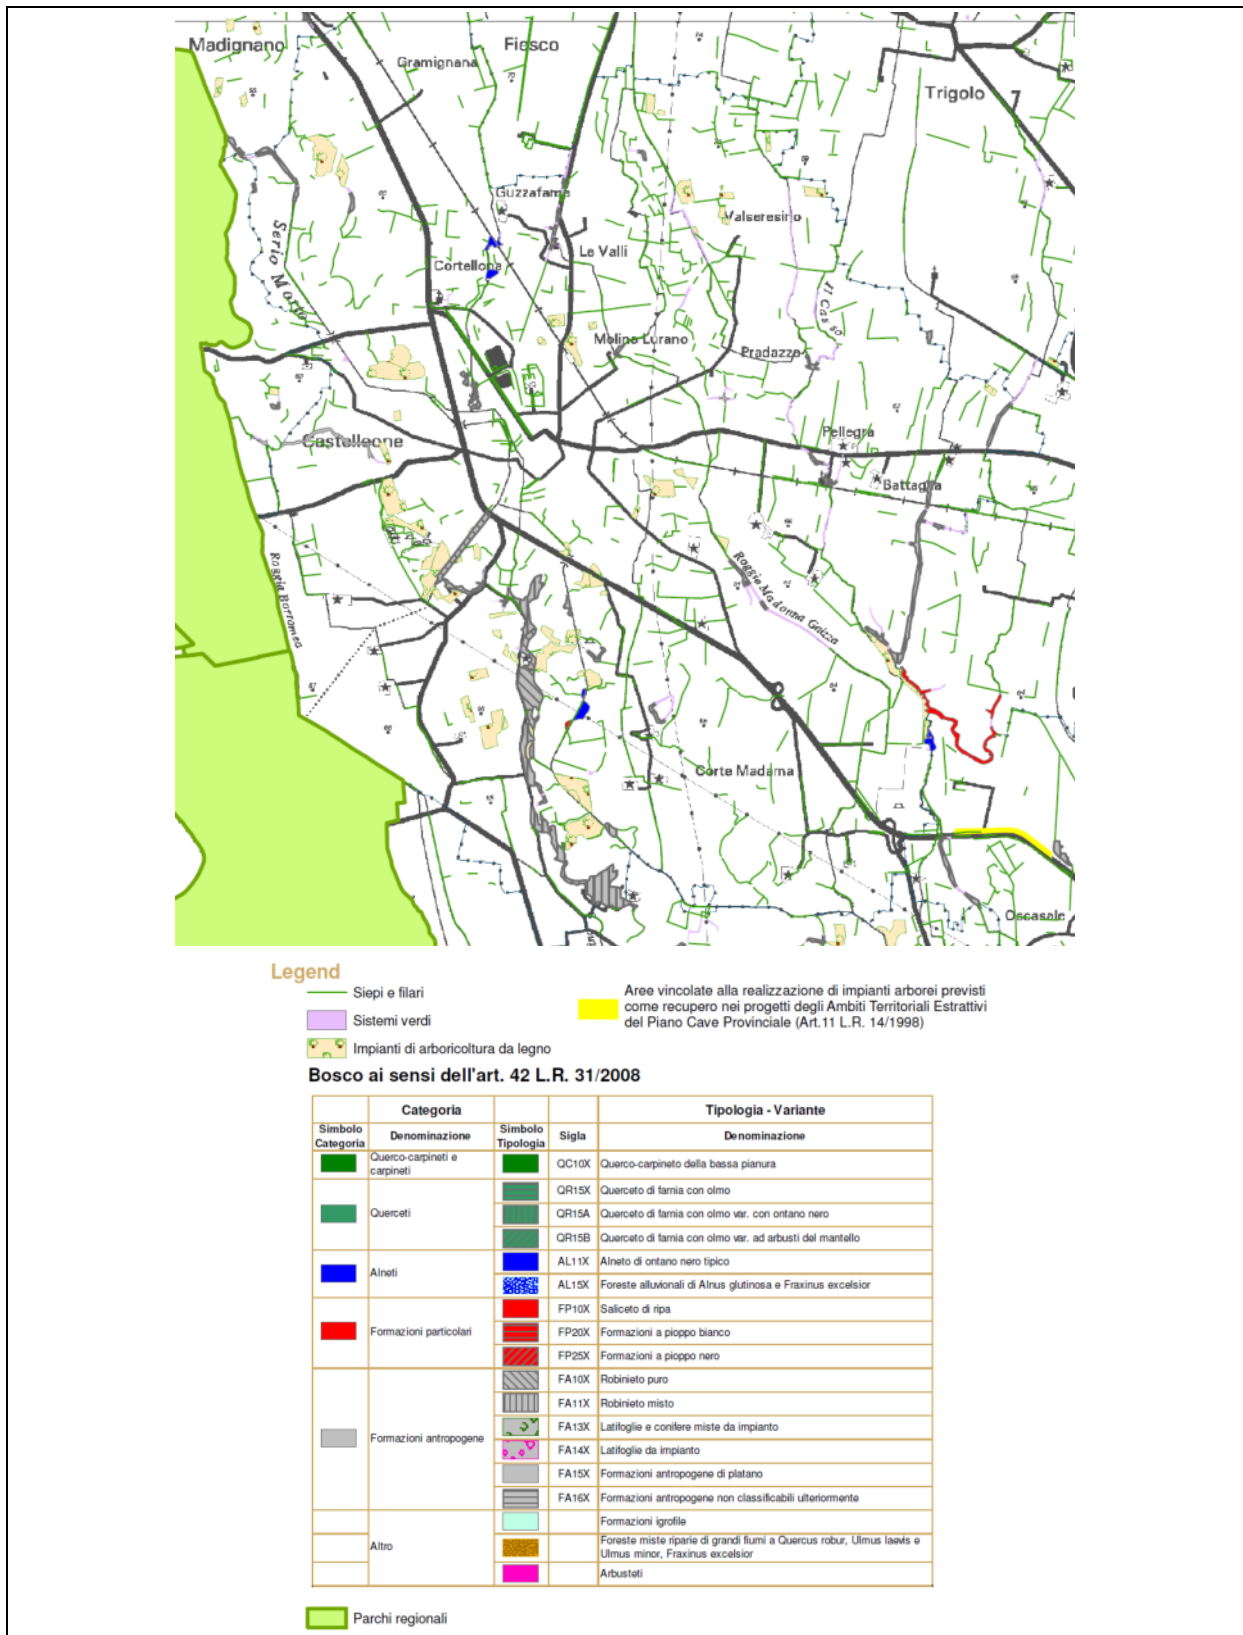 Madignano
Fiesco
Gramignana
Trigolo
Guzzafame
Valseresino
Le Valli
Cortellona
Serio Morto
Il Casso
Molino Lurano
Pradazzo
Castelleone
Pellegra
Battaglia
Roggia Borromea
Roggia Madonna Gaizza
Corte Madama
Oscasale
Legend
Siepi e filari
Sistemi verdi
Impianti di arboricoltura da legno
Aree vincolate alla realizzazione di impianti arborei previsti
come recupero nei progetti degli Ambiti Territoriali Estrattivi
del Piano Cave Provinciale (Art.11 L.R. 14/1998)
Bosco ai sensi dell'art. 42 L.R. 31/2008
Categoria Tipologia - Variante
Simbolo Categoria Denominazione Simbolo Tipologia Sigla Denominazione
Querco-carpineti e carpineti QC10X Querco-carpineto della bassa pianura
QR15X Querceto di farnia con olmo
Querceti QR15A Querceto di farnia con olmo var. con ontano nero
QR15B Querceto di farnia con olmo var. ad arbusti del mantello
Alneti AL11X Alneto di ontano nero tipico
AL15X Foreste alluvionali di Alnus glutinosa e Fraxinus excelsior
FP10X Saliceto di ripa
Formazioni particolari FP20X Formazioni a pioppo bianco
FP25X Formazioni a pioppo nero
FA10X Robinieto puro
FA11X Robinieto misto
FA13X Latifoglie e conifere miste da impianto
Formazioni antropogene FA14X Latifoglie da impianto
FA15X Formazioni antropogene di platano
FA16X Formazioni antropogene non classificabili ulteriormente
Formazioni igrofile
Altro Foreste miste riparie di grandi fiumi a Quercus robur, Ulmus laevis e
Ulmus minor, Fraxinus excelsior
Arbusteti
Parchi regionali